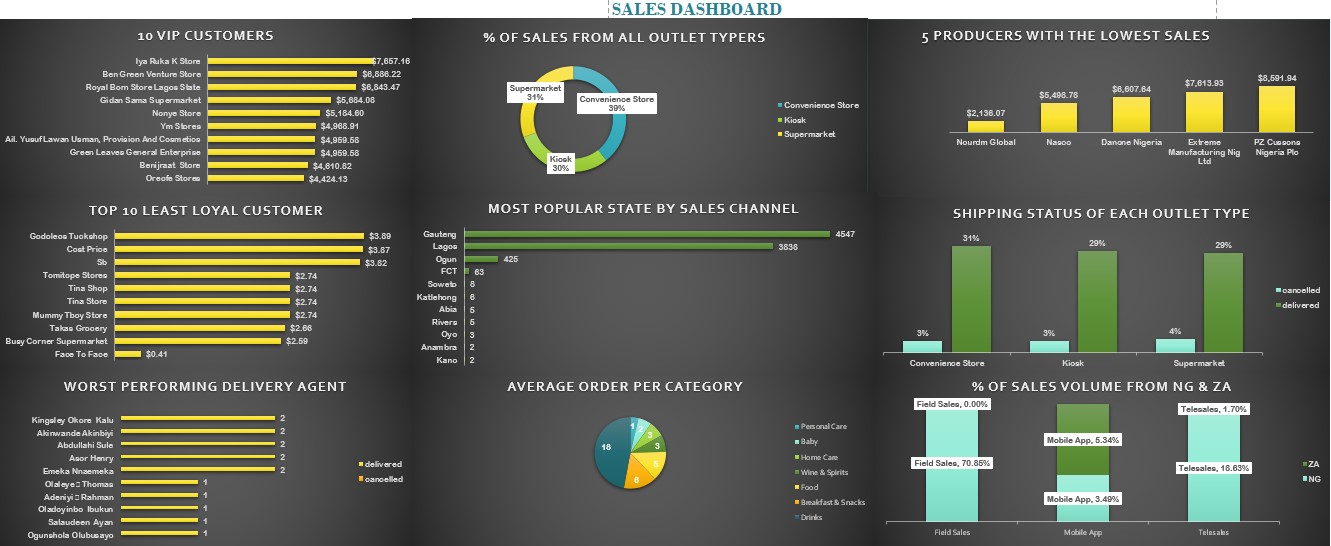 SALES DASHBOARD
10 VIP CUSTOMERS
Iya Ruka K Store $7,657.16
Ben Green Venture Store $6,886.22
Royal Born Store Lagos State $6,843.47
Gidan Sama Supermarket $5,664.08
Nonye Store $5,184.60
Ym Stores $4,968.91
Ail. Yusuf Lawan Usman, Provision And Cosmetics $4,959.58
Green Leaves General Enterprise $4,959.58
Benijraat Store $4,610.62
Oreofe Stores $4,424.13
% OF SALES FROM ALL OUTLET TYPERS
Supermarket
31%
Convenience Store
39%
Kiosk
30%
Convenience Store
Kiosk
Supermarket
5 PRODUCERS WITH THE LOWEST SALES
$2,136.07
$5,496.76
$6,607.64
$7,613.93
$8,591.94
Nourdm Global
Nasco
Danone Nigeria
Extreme
Manufacturing Nig
Ltd
PZ Cussons
Nigeria Plc
TOP 10 LEAST LOYAL CUSTOMER
Godoleos Tuokshop $3.89
Cost Price $3.87
Sb $3.82
Tomitope Stores $2.74
Tina Shop $2.74
Tina Store $2.74
Mummy Tboy Store $2.74
Takas Grocery $2.66
Busy Corner Supermarket $2.59
Face To Face $0.41
MOST POPULAR STATE BY SALES CHANNEL
Gauteng 4547
Lagos 3838
Ogun 425
FCT 63
Soweto 8
Katlehong 6
Abia 5
Rivers 5
Oyo 3
Anambra 2
Kano 2
SHIPPING STATUS OF EACH OUTLET TYPE
3% 31%
3% 29%
4% 29%
Convenience Store
Kiosk
Supermarket
cancelled
delivered
WORST PERFORMING DELIVERY AGENT
Kingsley Okore Kalu 2
Akinwande Akinbiyi 2
Abdullahi Sule 2
Asor Henry 2
Emeka Nnaemeka 2
Olaleye Thomas 1
Adeniyi Rahman 1
Oladoyinbo Ibukun 1
Salaudeen Ayan 1
Ogunshola Olubusayo 1
delivered
cancelled
AVERAGE ORDER PER CATEGORY
1
2
3
3
5
6
18
Personal Care
Baby
Home Care
Wine & Spirits
Food
Breakfast & Snacks
Drinks
% OF SALES VOLUME FROM NG & ZA
Field Sales, 0.00%
Field Sales, 70.85%
Mobile App, 5.34%
Mobile App, 3.49%
Telesales, 1.70%
Telesales, 18.63%
Field Sales
Mobile App
Telesales
ZA
NG